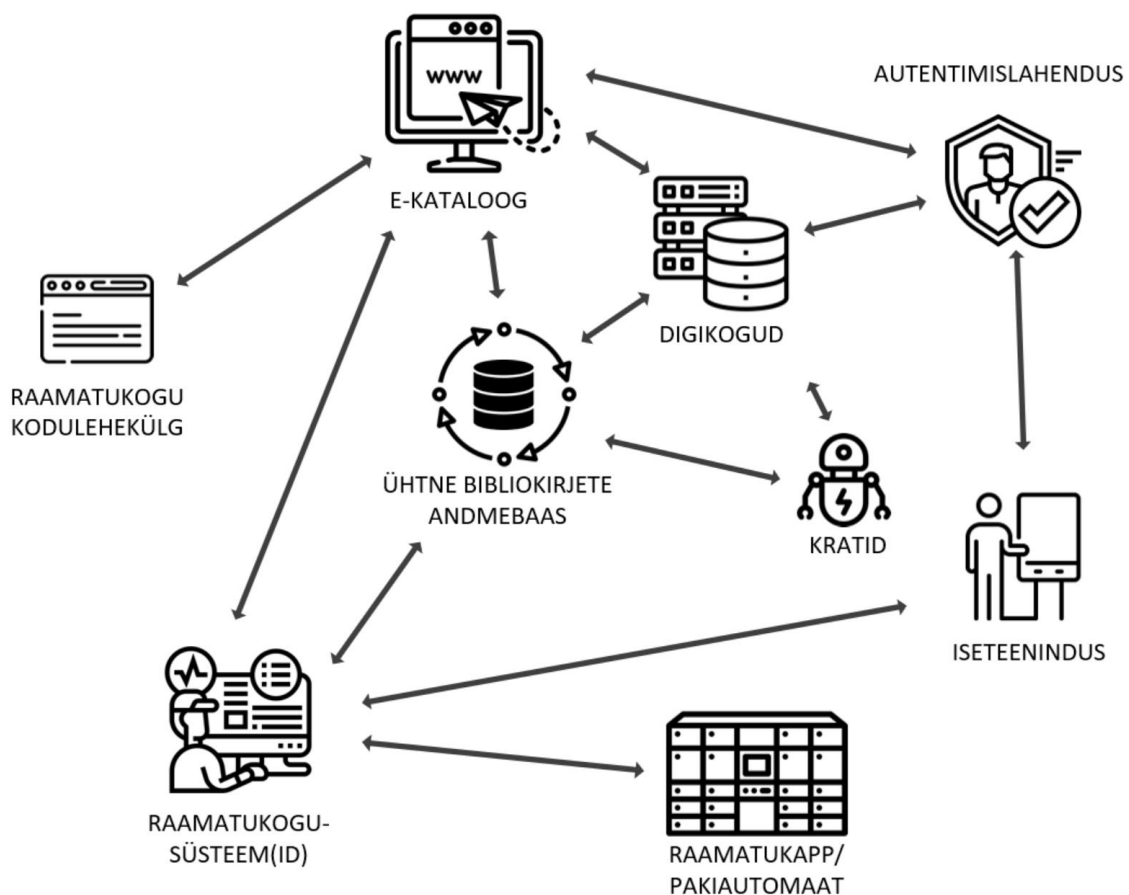 WWW
AUTENTIMISLAHENDUS
E-KATALOOG
DIGIKOGUD
RAAMATUKOGU
KODULEHEKÜLG
ÜHTNE BIBLIOKIRJETE
ANDMEBAAS
KRATID
ISETEENINDUS
RAAMATUKOGU-
SÜSTEEM(ID)
RAAMATUKAPP/
PAKIAUTOMAAT